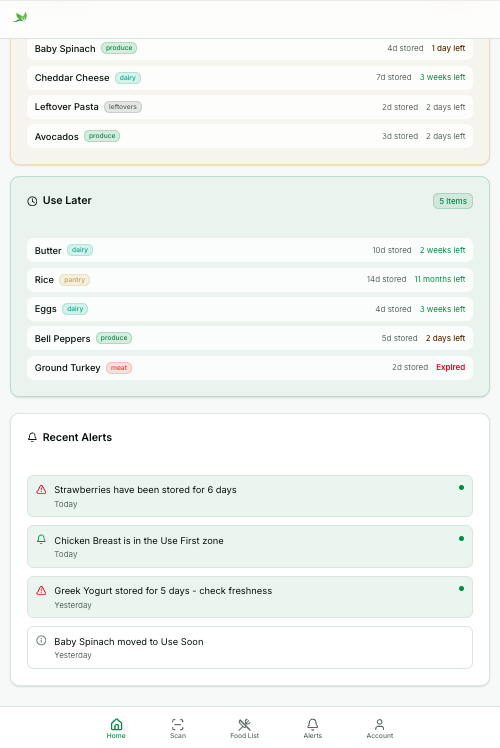 Baby Spinach produce 4d stored 1 day left
Cheddar Cheese dairy 7d stored 3 weeks left
Leftover Pasta leftovers 2d stored 2 days left
Avocados produce 3d stored 2 days left
Use Later 5 items
Butter dairy 10d stored 2 weeks left
Rice pantry 14d stored 11 months left
Eggs dairy 4d stored 3 weeks left
Bell Peppers produce 5d stored 2 days left
Ground Turkey meat 2d stored Expired
Recent Alerts
Strawberries have been stored for 6 days
Today
Chicken Breast is in the Use First zone
Today
Greek Yogurt stored for 5 days - check freshness
Yesterday
Baby Spinach moved to Use Soon
Yesterday
Home Scan Food List Alerts Account